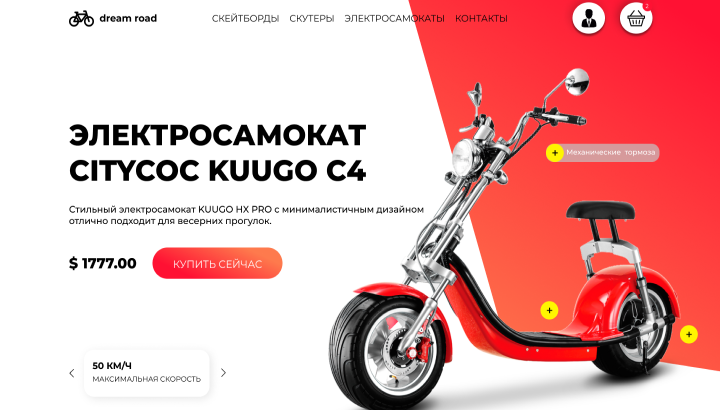 dream road
СКЕЙТБОРДЫ СКУТЕРЫ ЭЛЕКТРОСАМОКАТЫ КОНТАКТЫ
2
ЭЛЕКТРОСАМОКАТ
CITYCOC KUUGO C4
Механические тормоза
Стильный электросамокат KUUGO HX PRO с минималистичным дизайном
отлично подходит для весерних прогулок.
$ 1777.00
КУПИТЬ СЕЙЧАС
50 КМ/Ч
МАКСИМАЛЬНАЯ СКОРОСТЬ